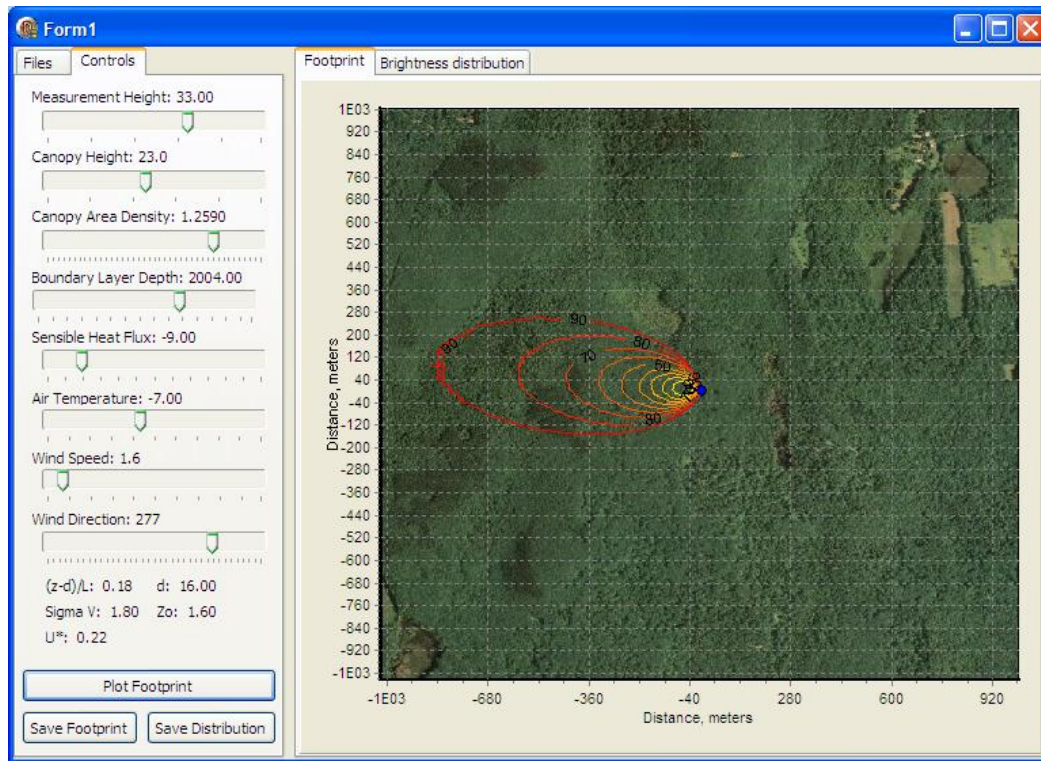 Form1
Files Controls
Measurement Height: 33.00
Canopy Height: 23.0
Canopy Area Density: 1.2590
Boundary Layer Depth: 2004.00
Sensible Heat Flux: -9.00
Air Temperature: -7.00
Wind Speed: 1.6
Wind Direction: 277
(z-d)/L: 0.18 d: 16.00
Sigma V: 1.80 Zo: 1.60
U*: 0.22
Plot Footprint
Save Footprint Save Distribution
Footprint Brightness distribution
1E03
920
840
760
680
600
520
440
360
280
200
120
40
-40
-120
-200
-280
-360
-440
-520
-600
-680
-760
-840
-920
-1E03
Distance, meters
90
90
80
70
50
80
-1E03 -680 -360 -40 280 600 920
Distance, meters